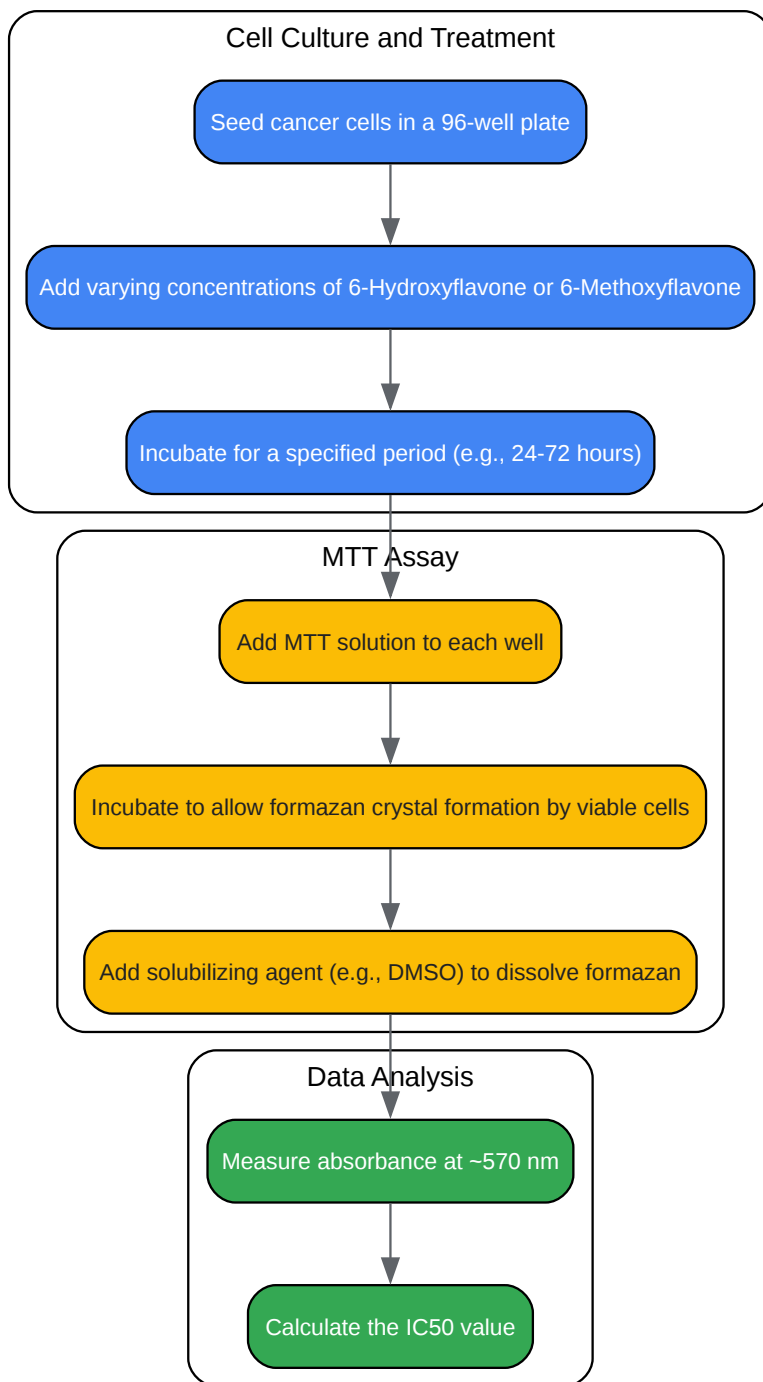 Cell Culture and Treatment
Seed cancer cells in a 96-well plate
Add varying concentrations of 6-Hydroxyflavone or 6-Methoxyflavone
Incubate for a specified period (e.g., 24-72 hours)
MTT Assay
Add MTT solution to each well
Incubate to allow formazan crystal formation by viable cells
Add solubilizing agent (e.g., DMSO) to dissolve formazan
Data Analysis
Measure absorbance at ~570 nm
Calculate the IC50 value